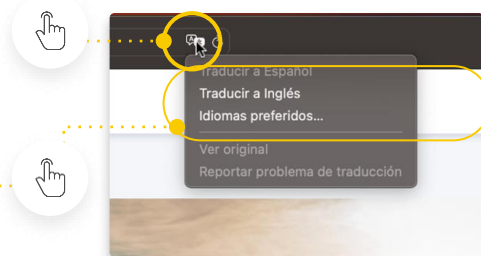 Traducir a Español
Traducir a Inglés
Idiomas preferidos...
Ver original
Reportar problema de traducción